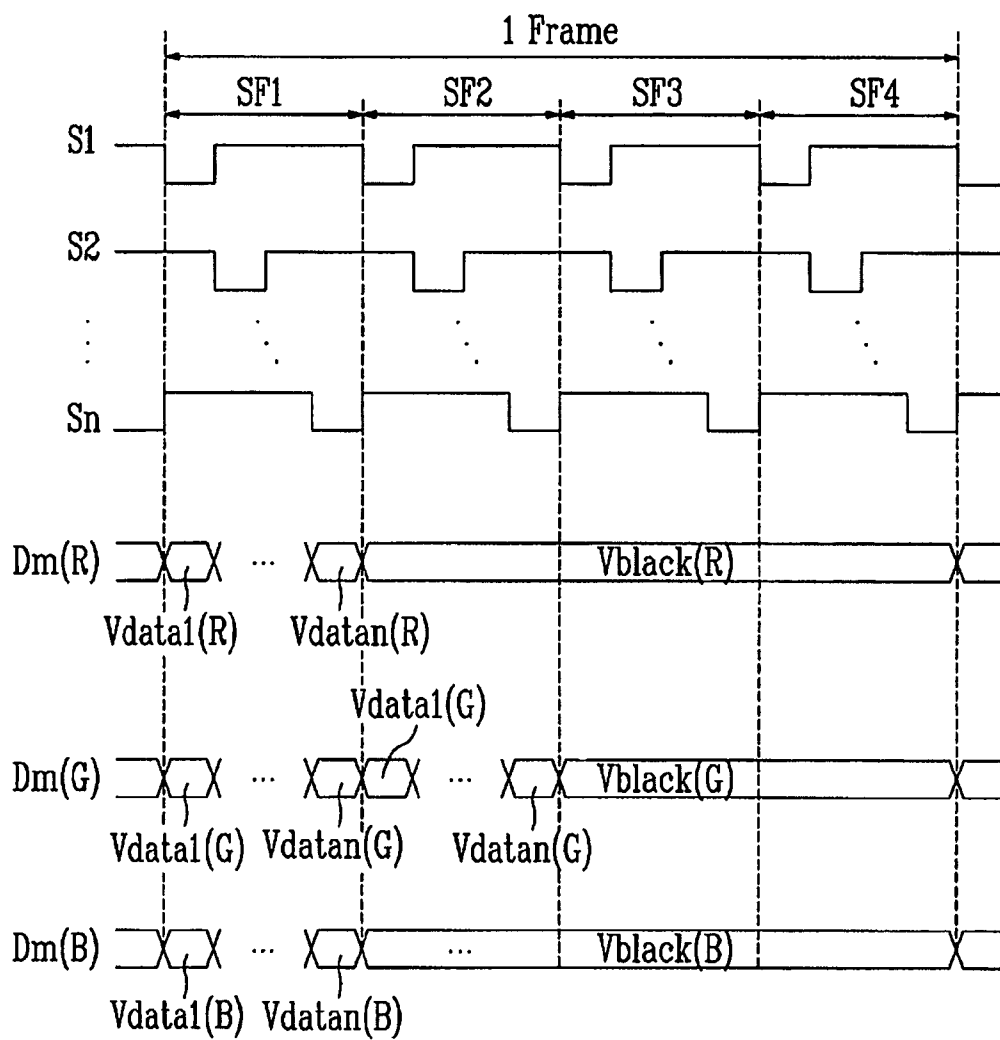 1 Frame
SF1 SF2 SF3 SF4
S1
S2
Sn
Dm(R) ... Vblack(R)
Vdata1(R) Vdatan(R)
Vdata1(G)
Dm(G) ... ... Vblack(G)
Vdata1(G) Vdatan(G) Vdatan(G)
Dm(B) ... ... Vblack(B)
Vdata1(B) Vdatan(B)